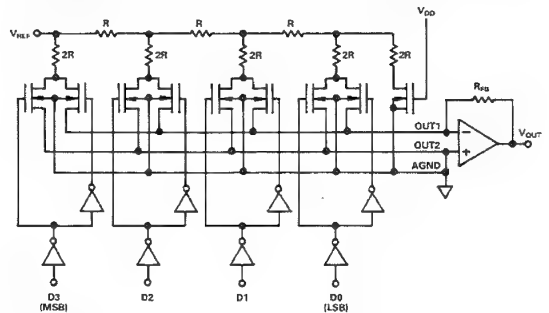 R R R VDD
VREF
2R 2R 2R 2R 2R
RFB
OUT1
VOUT
OUT2
AGND
D3 D2 D1 D0
(MSB) (LSB)